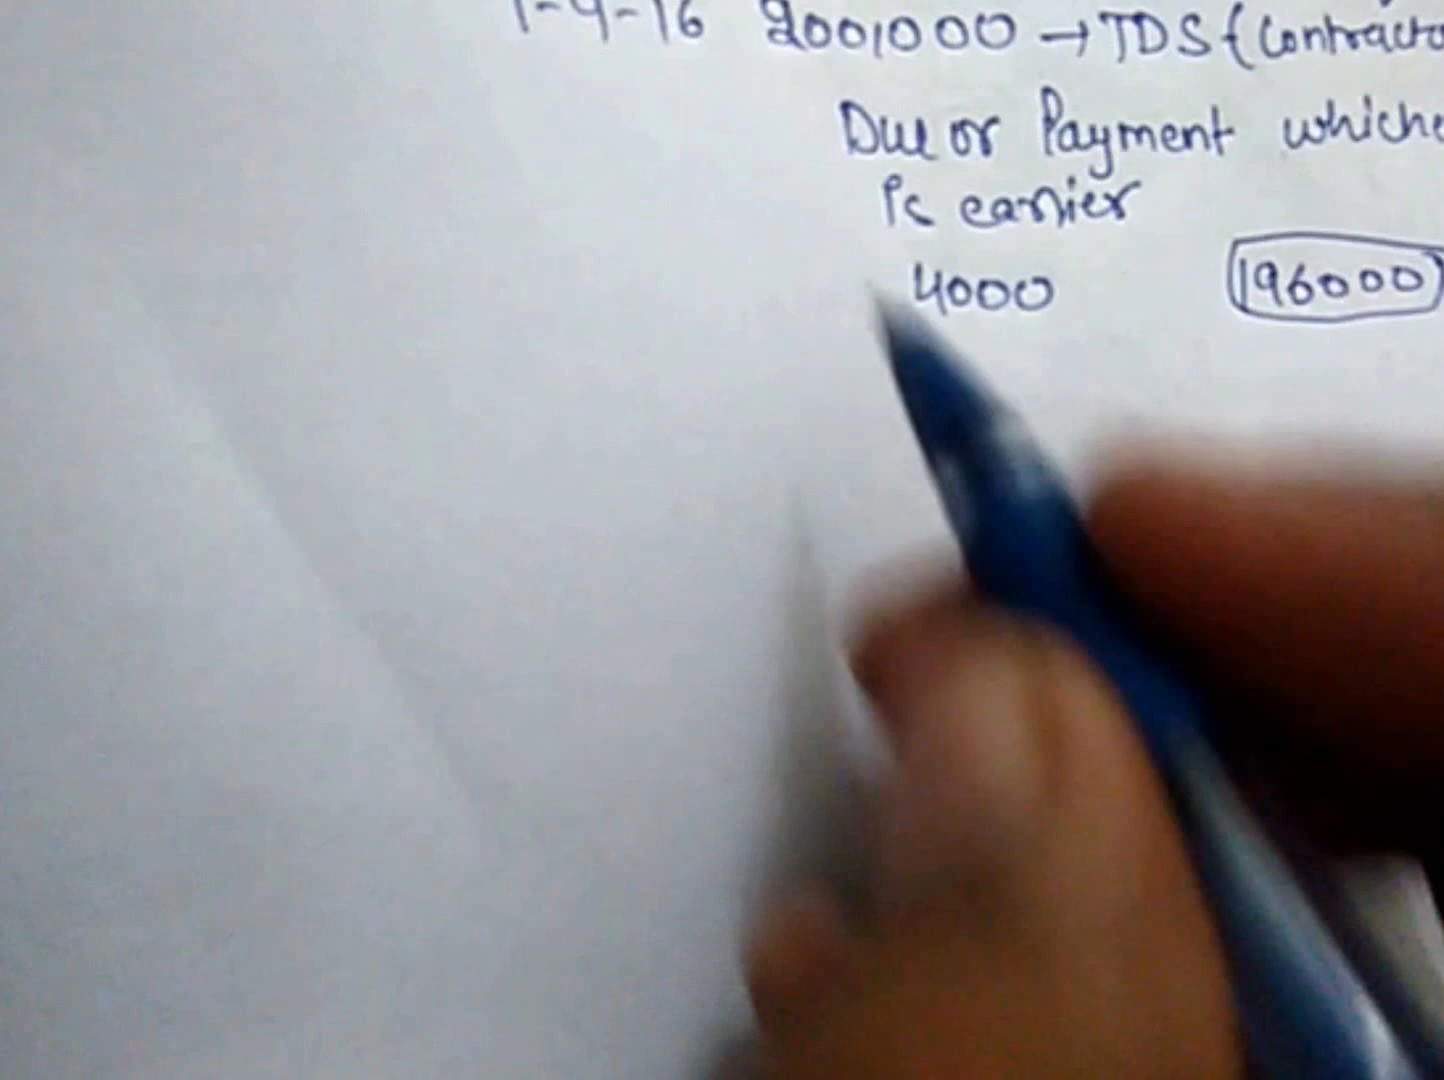 1-4-16 200,000 → TDS (Contracto
Due or Payment whiche
is earlier
4000 196000